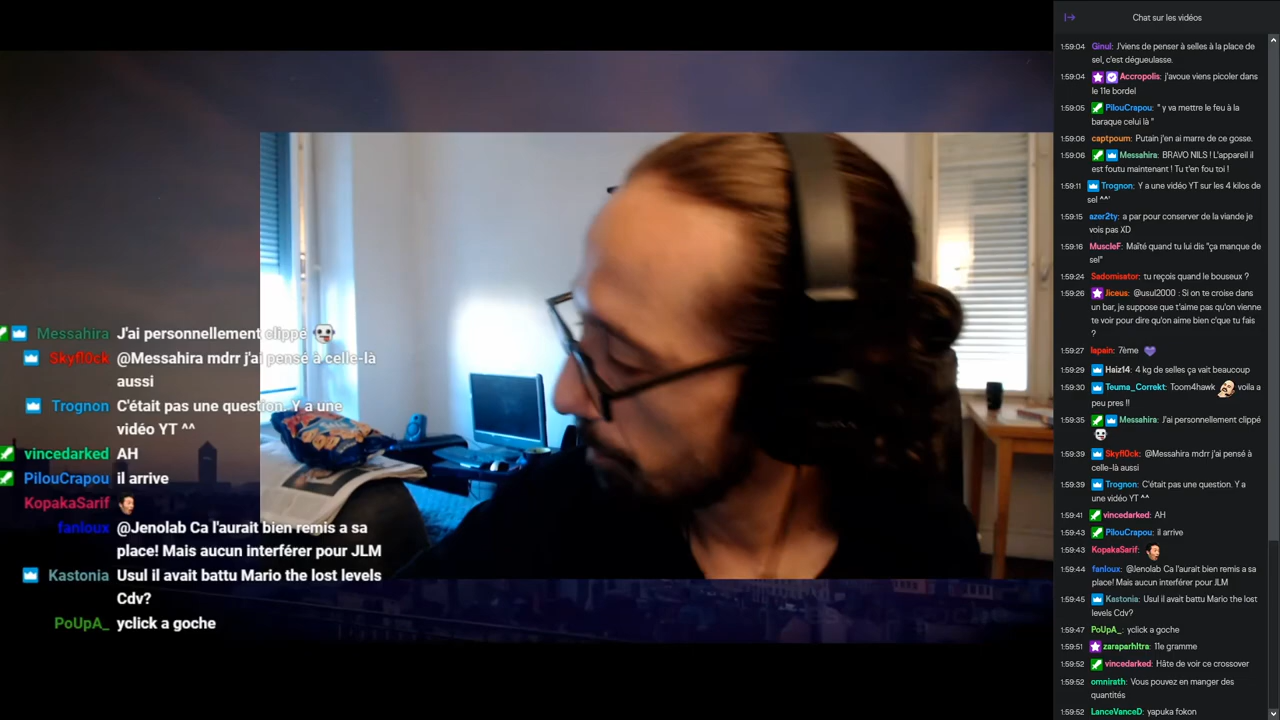 Messahira J'ai personnellement clippé
Skyfl0ck @Messahira mdrr j'ai pensé à celle-là
aussi
Trognon C'était pas une question. Y a une
vidéo YT ^^
vincedarked AH
PilouCrapou il arrive
KopakaSarif
fanloux @Jenolab Ca l'aurait bien remis a sa
place! Mais aucun interférer pour JLM
Kastonia Usul il avait battu Mario the lost levels
Cdv?
PoUpA_ yclick a goche
Chat sur les vidéos
1:59:04 Ginul: J'viens de penser à selles à la place de
sel, c'est dégueulasse.
1:59:04 Accropolis: j'avoue viens picoler dans
le 11e bordel
1:59:05 PilouCrapou: " y va mettre le feu à la
baraque celui là "
1:59:06 captpoum: Putain j'en ai marre de ce gosse.
1:59:06 Messahira: BRAVO NILS ! L'appareil il
est foutu maintenant ! Tu t'en fou toi !
1:59:11 Trognon: Y a une vidéo YT sur les 4 kilos de
sel ^^'
1:59:15 azer2ty: a par pour conserver de la viande je
vois pas XD
1:59:16 MuscleF: Maïté quand tu lui dis "ça manque de
sel"
1:59:24 Sadomisator: tu reçois quand le bouseux ?
1:59:26 Jiceus: @usul2000 : Si on te croise dans
un bar, je suppose que t'aime pas qu'on vienne
te voir pour dire qu'on aime bien c'que tu fais
?
1:59:27 lapain: 7ème
1:59:29 Haiz14: 4 kg de selles ça vait beaucoup
1:59:30 Teuma_Correkt: Toom4hawk voila a
peu pres !!
1:59:35 Messahira: J'ai personnellement clippé
1:59:39 Skyfl0ck: @Messahira mdrr j'ai pensé à
celle-là aussi
1:59:39 Trognon: C'était pas une question. Y a
une vidéo YT ^^
1:59:41 vincedarked: AH
1:59:43 PilouCrapou: il arrive
1:59:43 KopakaSarif:
1:59:44 fanloux: @Jenolab Ca l'aurait bien remis a sa
place! Mais aucun interférer pour JLM
1:59:45 Kastonia: Usul il avait battu Mario the lost
levels Cdv?
1:59:47 PoUpA_: yclick a goche
1:59:51 zaraparhltra: 11e gramme
1:59:52 vincedarked: Hâte de voir ce crossover
1:59:52 omnirath: Vous pouvez en manger des
quantités
1:59:52 LanceVanceD: yapuka fokon